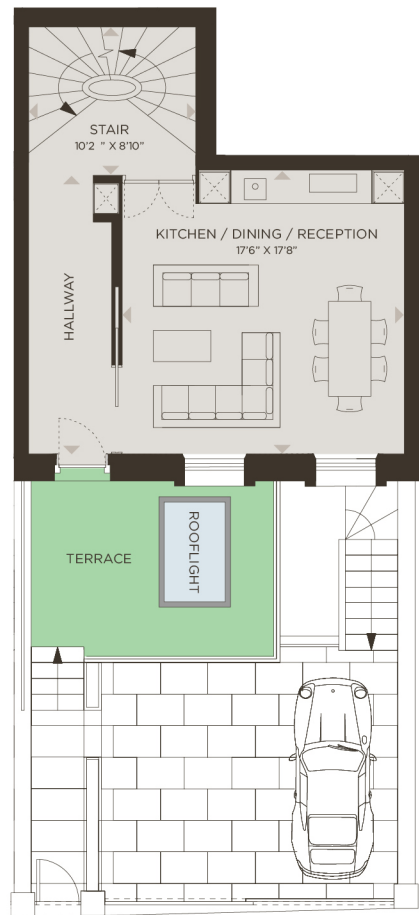 STAIR
10'2 " X 8'10"
KITCHEN / DINING / RECEPTION
17'6" X 17'8"
HALLWAY
TERRACE
ROOFLIGHT